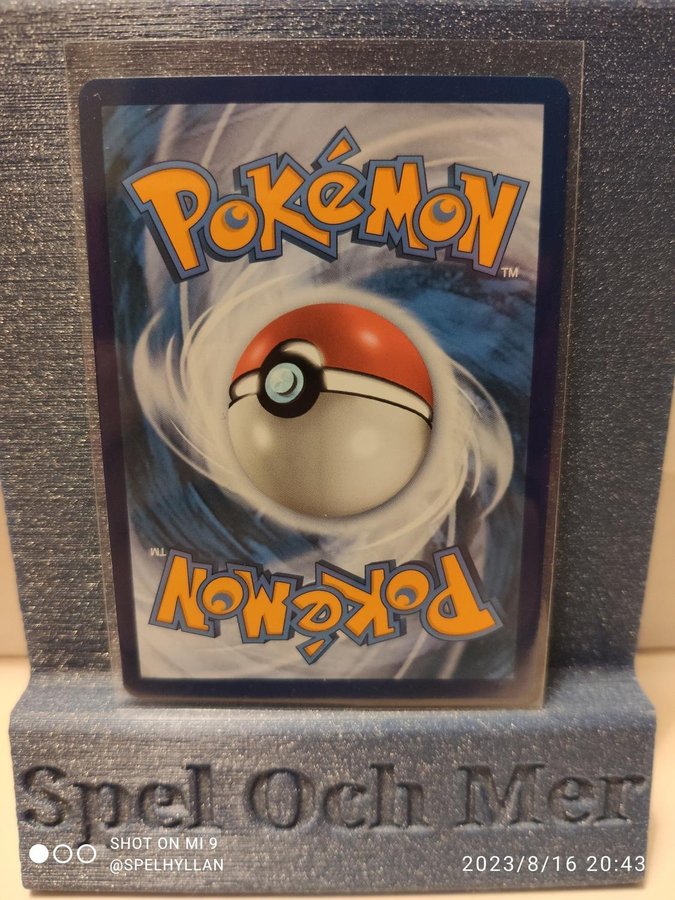 POKéMON
TM
TM
POKéMON
Spel Och Mer
SHOT ON MI 9
@SPELHYLLAN
2023/8/16 20:43